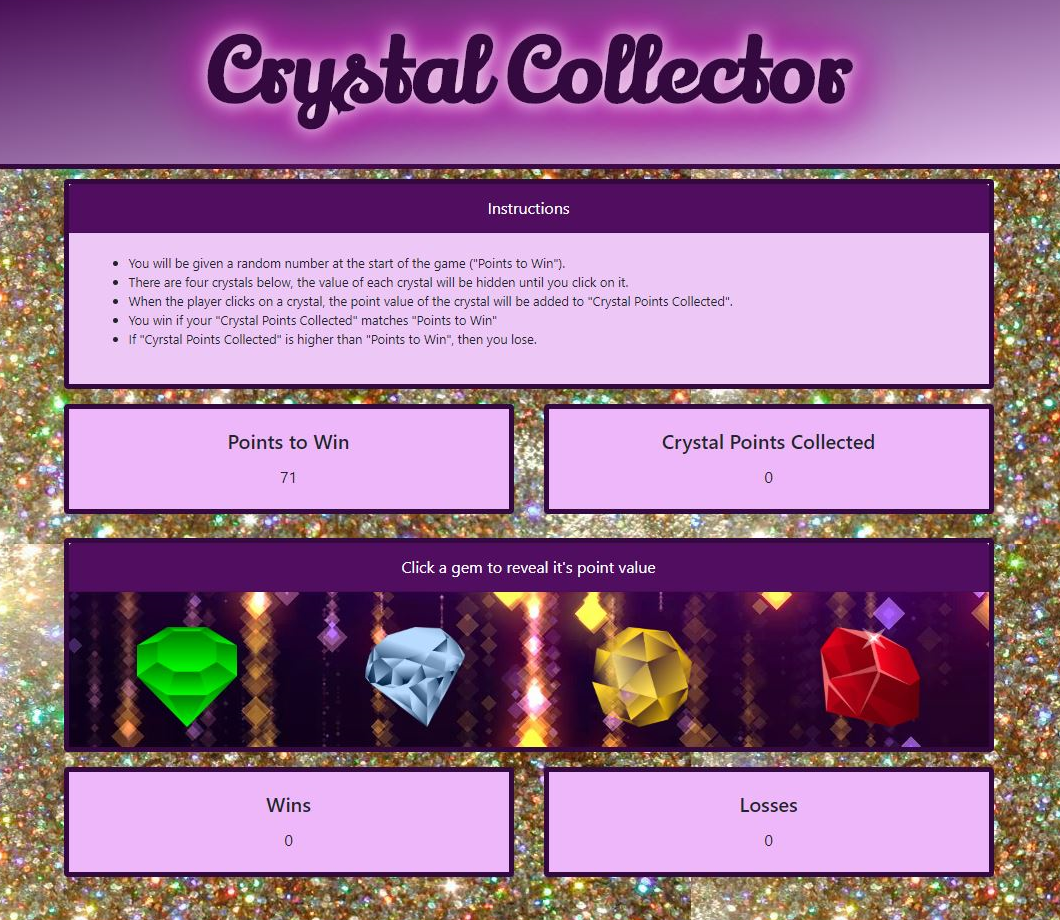 Crystal Collector
Instructions
• You will be given a random number at the start of the game ("Points to Win").
• There are four crystals below, the value of each crystal will be hidden until you click on it.
• When the player clicks on a crystal, the point value of the crystal will be added to "Crystal Points Collected".
• You win if your "Crystal Points Collected" matches "Points to Win"
• If "Cyrstal Points Collected" is higher than "Points to Win", then you lose.
Points to Win
71
Crystal Points Collected
0
Click a gem to reveal it's point value
Wins
0
Losses
0